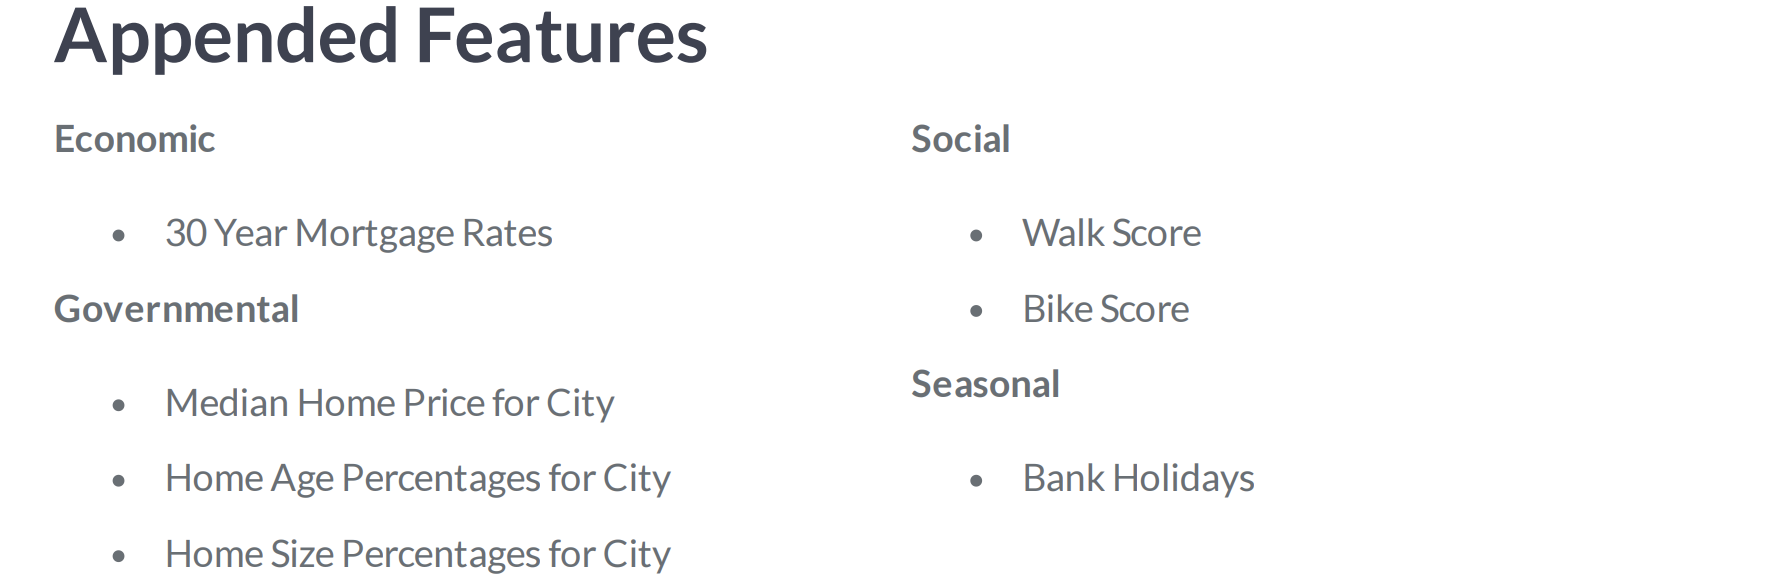 Appended Features
Economic
• 30 Year Mortgage Rates
Governmental
• Median Home Price for City
• Home Age Percentages for City
• Home Size Percentages for City
Social
• Walk Score
• Bike Score
Seasonal
• Bank Holidays